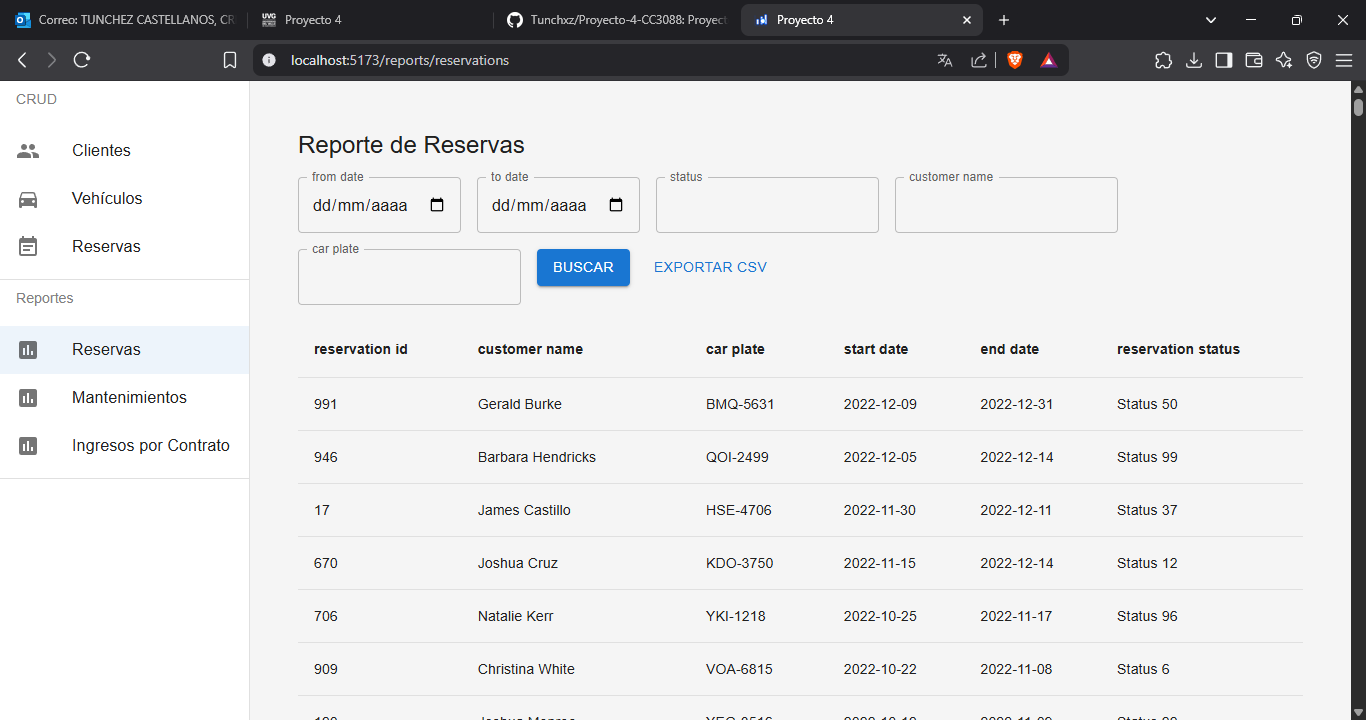 Correo: TUNCHEZ CASTELLANOS, CR
UVG
Proyecto 4
Tunchxz/Proyecto-4-CC3088: Proyect
Proyecto 4
localhost:5173/reports/reservations
CRUD
Clientes
Vehículos
Reservas
Reportes
Reservas
Mantenimientos
Ingresos por Contrato
Reporte de Reservas
from date
to date
status
customer name
dd/mm/aaaa
dd/mm/aaaa
car plate
BUSCAR
EXPORTAR CSV
reservation id customer name car plate start date end date reservation status
991 Gerald Burke BMQ-5631 2022-12-09 2022-12-31 Status 50
946 Barbara Hendricks QOI-2499 2022-12-05 2022-12-14 Status 99
17 James Castillo HSE-4706 2022-11-30 2022-12-11 Status 37
670 Joshua Cruz KDO-3750 2022-11-15 2022-12-14 Status 12
706 Natalie Kerr YKI-1218 2022-10-25 2022-11-17 Status 96
909 Christina White VOA-6815 2022-10-22 2022-11-08 Status 6